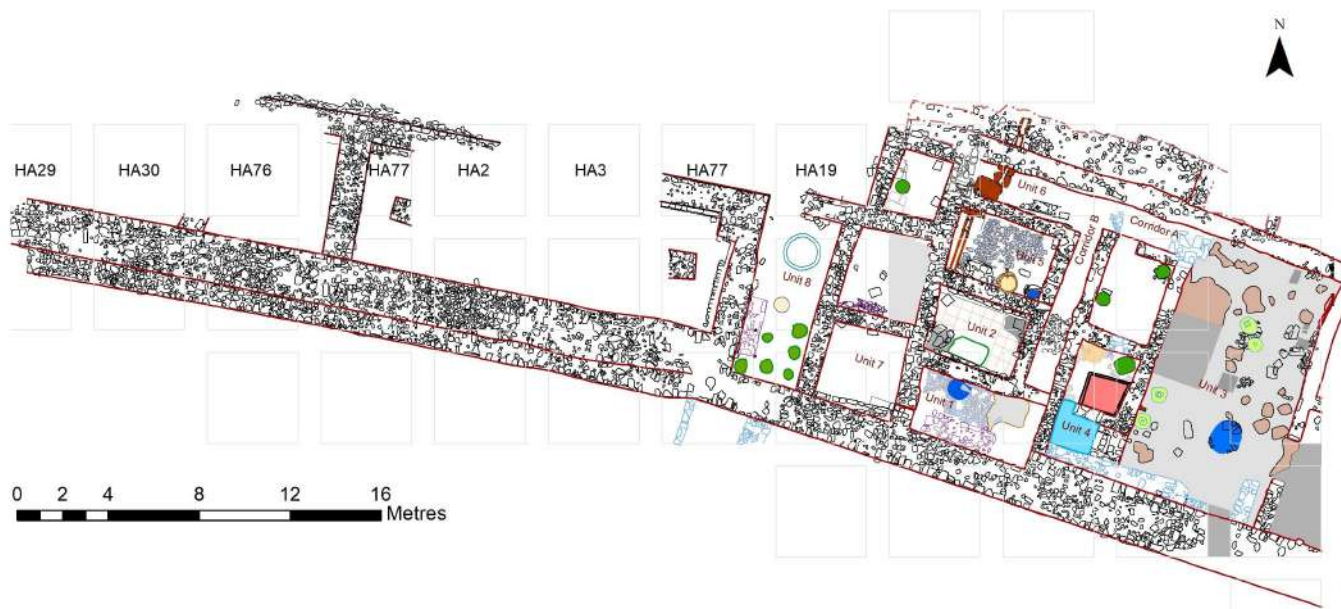 N
HA29 HA30 HA76 HA77 HA2 HA3 HA77 HA19
Unit 6
Corridor A
Corridor B
Unit 5
Unit 8
Unit 2
Unit 7
Unit 1
Unit 4
Unit 3
0 2 4 8 12 16
Metres